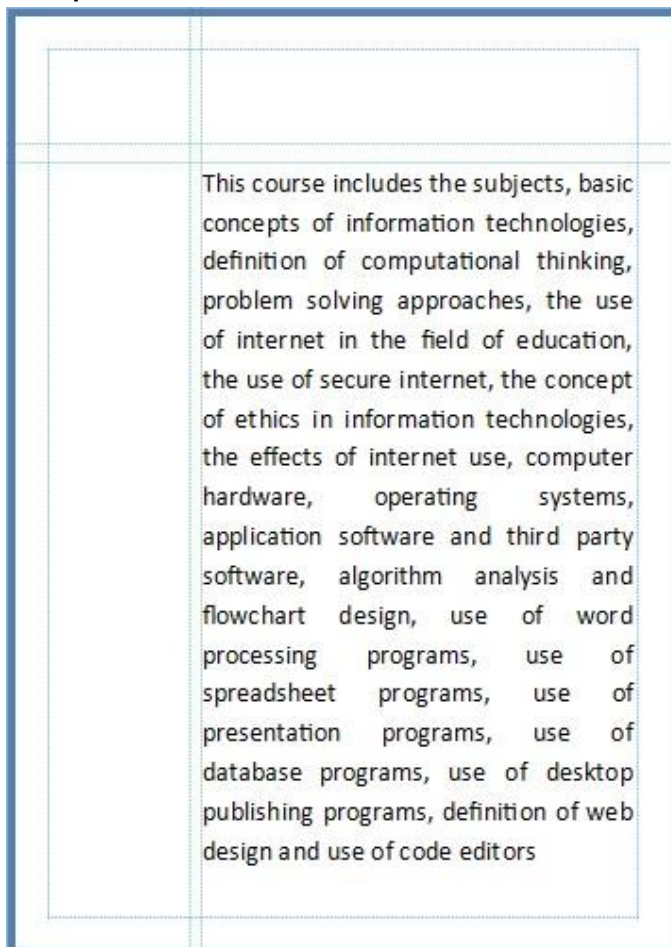 This course includes the subjects, basic
concepts of information technologies,
definition of computational thinking,
problem solving approaches, the use
of internet in the field of education,
the use of secure internet, the concept
of ethics in information technologies,
the effects of internet use, computer
hardware, operating systems,
application software and third party
software, algorithm analysis and
flowchart design, use of word
processing programs, use of
spreadsheet programs, use of
presentation programs, use of
database programs, use of desktop
publishing programs, definition of web
design and use of code editors